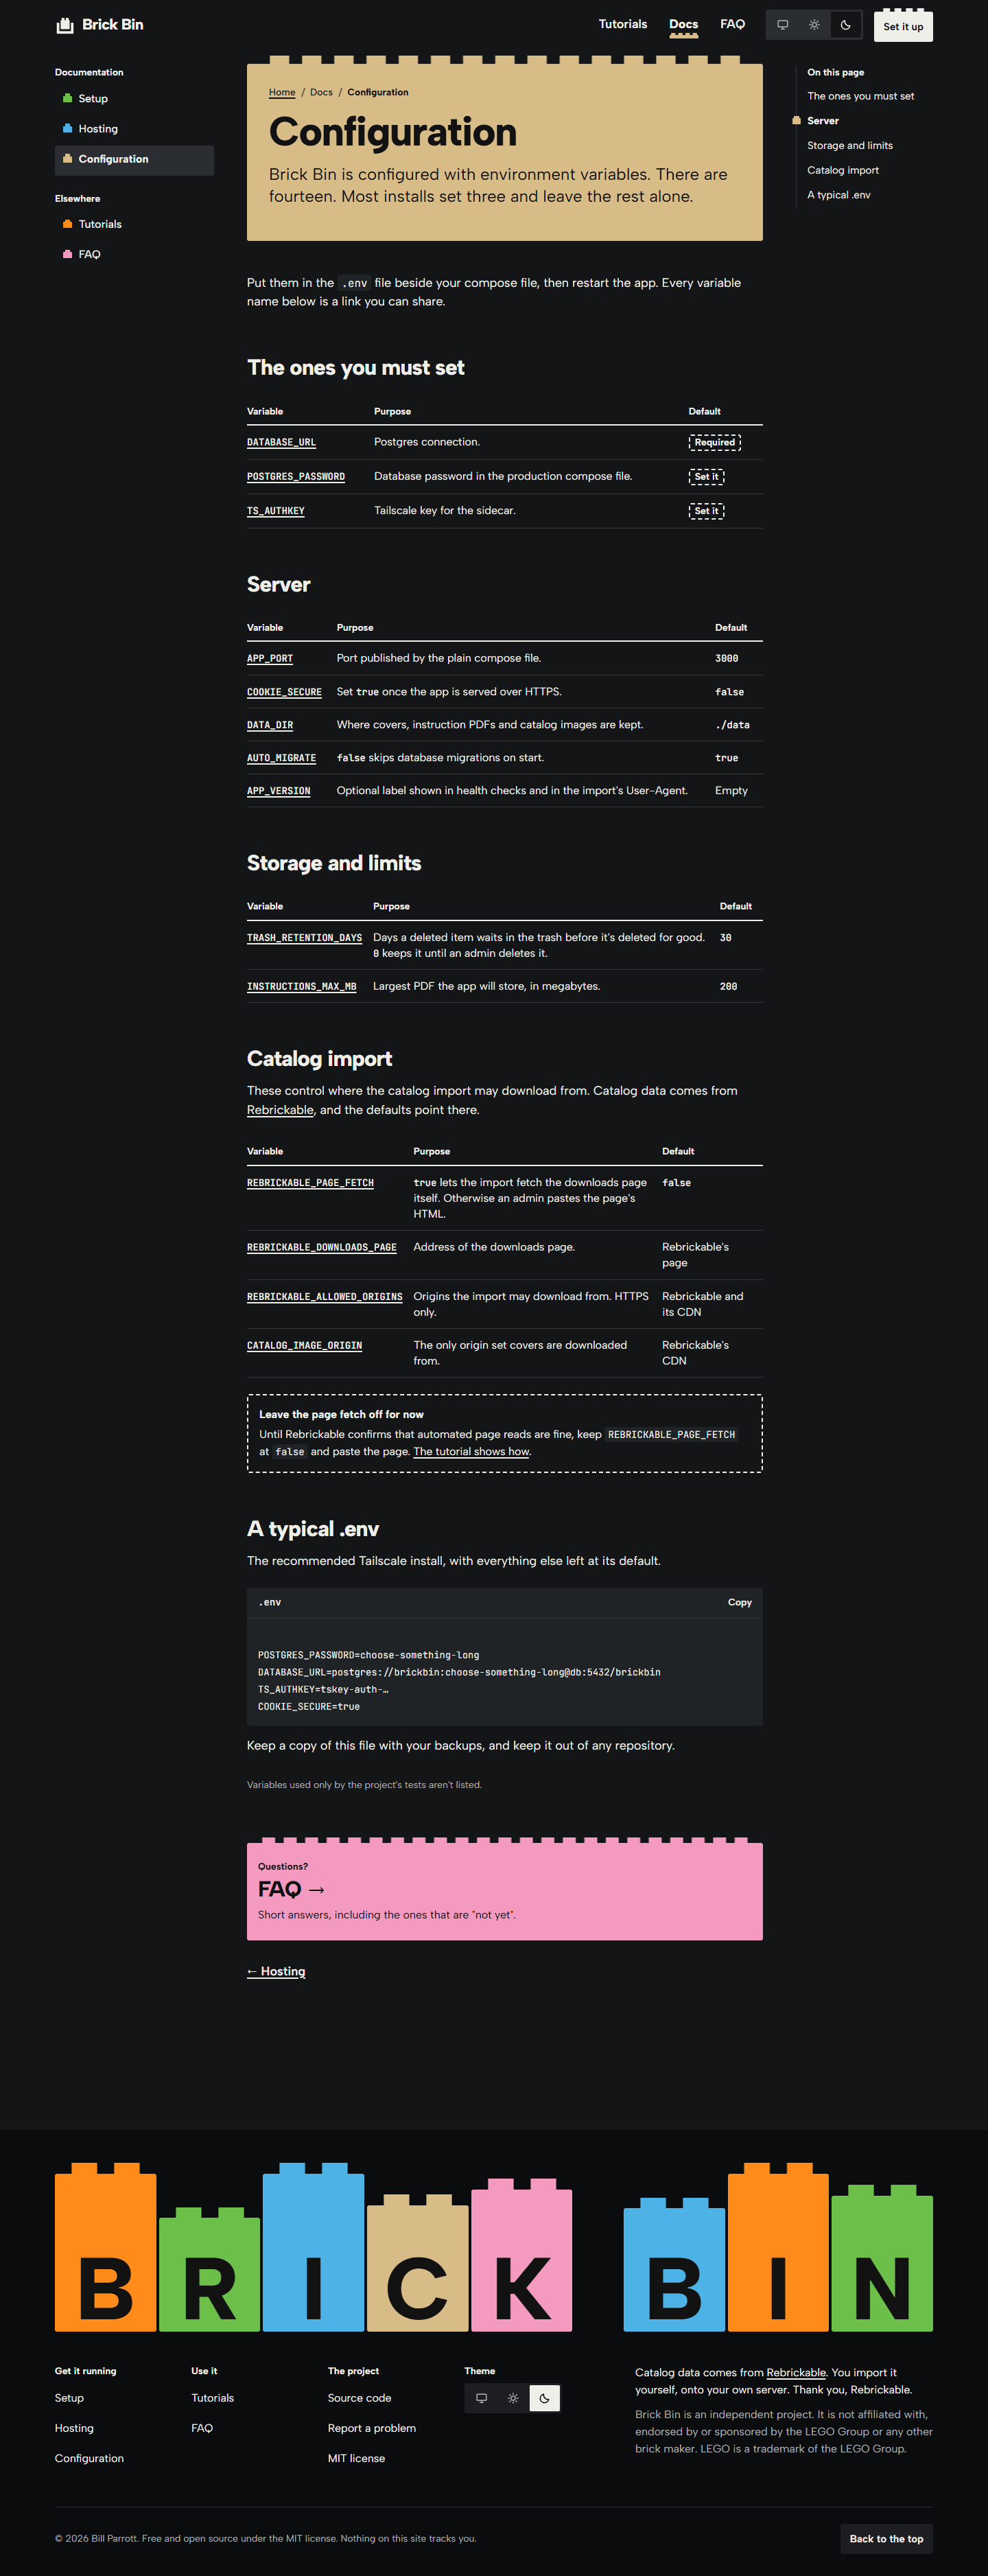 Brick Bin
Tutorials Docs FAQ
Set it up
Documentation
Setup
Hosting
Configuration
Elsewhere
Tutorials
FAQ
Home / Docs / Configuration
Configuration
Brick Bin is configured with environment variables. There are
fourteen. Most installs set three and leave the rest alone.
On this page
The ones you must set
Server
Storage and limits
Catalog import
A typical .env
Put them in the .env file beside your compose file, then restart the app. Every variable
name below is a link you can share.
The ones you must set
Variable Purpose Default
DATABASE_URL Postgres connection. Required
POSTGRES_PASSWORD Database password in the production compose file. Set it
TS_AUTHKEY Tailscale key for the sidecar. Set it
Server
Variable Purpose Default
APP_PORT Port published by the plain compose file. 3000
COOKIE_SECURE Set true once the app is served over HTTPS. false
DATA_DIR Where covers, instruction PDFs and catalog images are kept. ./data
AUTO_MIGRATE false skips database migrations on start. true
APP_VERSION Optional label shown in health checks and in the import's User-Agent. Empty
Storage and limits
Variable Purpose Default
TRASH_RETENTION_DAYS Days a deleted item waits in the trash before it's deleted for good. 30
0 keeps it until an admin deletes it.
INSTRUCTIONS_MAX_MB Largest PDF the app will store, in megabytes. 200
Catalog import
These control where the catalog import may download from. Catalog data comes from
Rebrickable, and the defaults point there.
Variable Purpose Default
REBRICKABLE_PAGE_FETCH true lets the import fetch the downloads page false
itself. Otherwise an admin pastes the page's
HTML.
REBRICKABLE_DOWNLOADS_PAGE Address of the downloads page. Rebrickable's
page
REBRICKABLE_ALLOWED_ORIGINS Origins the import may download from. HTTPS Rebrickable and
only. its CDN
CATALOG_IMAGE_ORIGIN The only origin set covers are downloaded Rebrickable's
from. CDN
Leave the page fetch off for now
Until Rebrickable confirms that automated page reads are fine, keep REBRICKABLE_PAGE_FETCH
at false and paste the page. The tutorial shows how.
A typical .env
The recommended Tailscale install, with everything else left at its default.
.env Copy
POSTGRES_PASSWORD=choose-something-long
DATABASE_URL=postgres://brickbin:choose-something-long@db:5432/brickbin
TS_AUTHKEY=tskey-auth-…
COOKIE_SECURE=true
Keep a copy of this file with your backups, and keep it out of any repository.
Variables used only by the project's tests aren't listed.
Questions?
FAQ →
Short answers, including the ones that are "not yet".
← Hosting
BRICK BIN
Get it running
Setup
Hosting
Configuration
Use it
Tutorials
FAQ
The project
Source code
Report a problem
MIT license
Theme
Catalog data comes from Rebrickable. You import it
yourself, onto your own server. Thank you, Rebrickable.
Brick Bin is an independent project. It is not affiliated with,
endorsed by or sponsored by the LEGO Group or any other
brick maker. LEGO is a trademark of the LEGO Group.
© 2026 Bill Parrott. Free and open source under the MIT license. Nothing on this site tracks you.
Back to the top